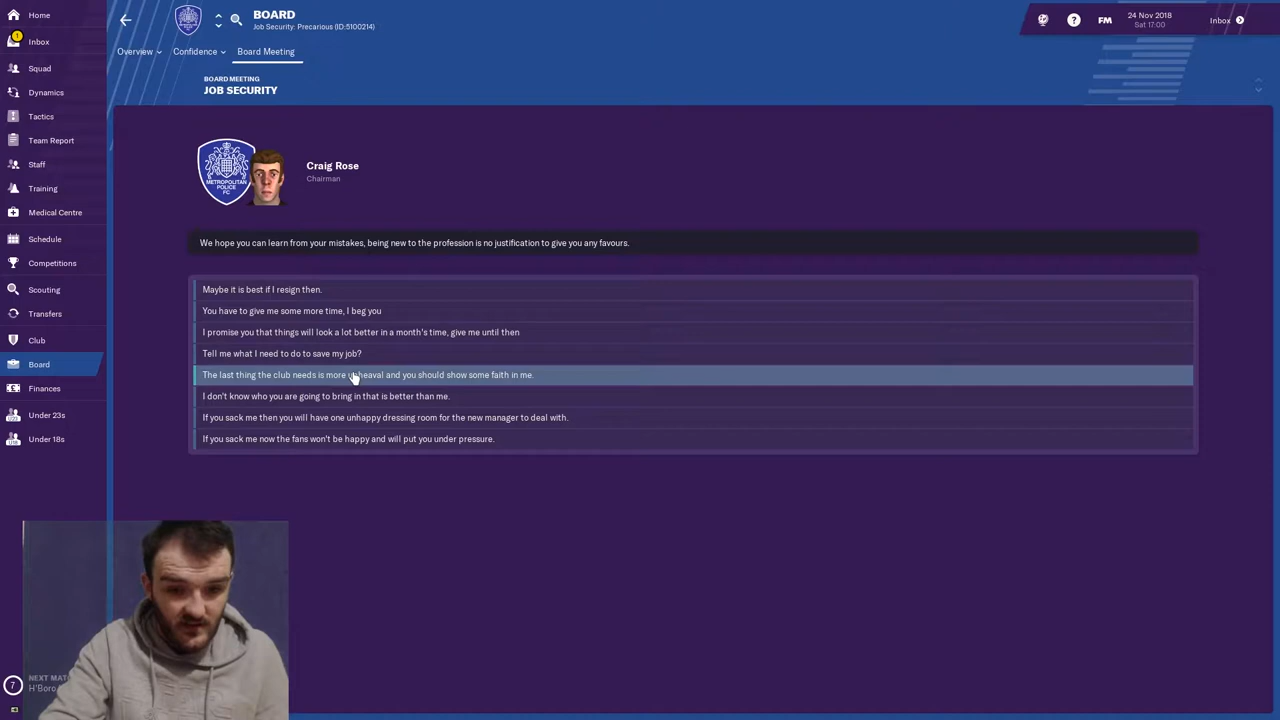 Home
BOARD
Job Security: Precarious (ID:5100214)
24 Nov 2018
Sat 17:00
FM
Inbox
1
Inbox
Overview
Confidence
Board Meeting
Squad
BOARD MEETING
JOB SECURITY
Dynamics
Tactics
Team Report
Staff
Training
Medical Centre
Schedule
Competitions
Scouting
Transfers
Club
Board
Finances
Under 23s
Under 18s
METROPOLITAN
POLICE
FC
Craig Rose
Chairman
We hope you can learn from your mistakes, being new to the profession is no justification to give you any favours.
Maybe it is best if I resign then.
You have to give me some more time, I beg you
I promise you that things will look a lot better in a month's time, give me until then
Tell me what I need to do to save my job?
The last thing the club needs is more upheaval and you should show some faith in me.
I don't know who you are going to bring in that is better than me.
If you sack me then you will have one unhappy dressing room for the new manager to deal with.
If you sack me now the fans won't be happy and will put you under pressure.
NEXT MAT
H'Boro
7